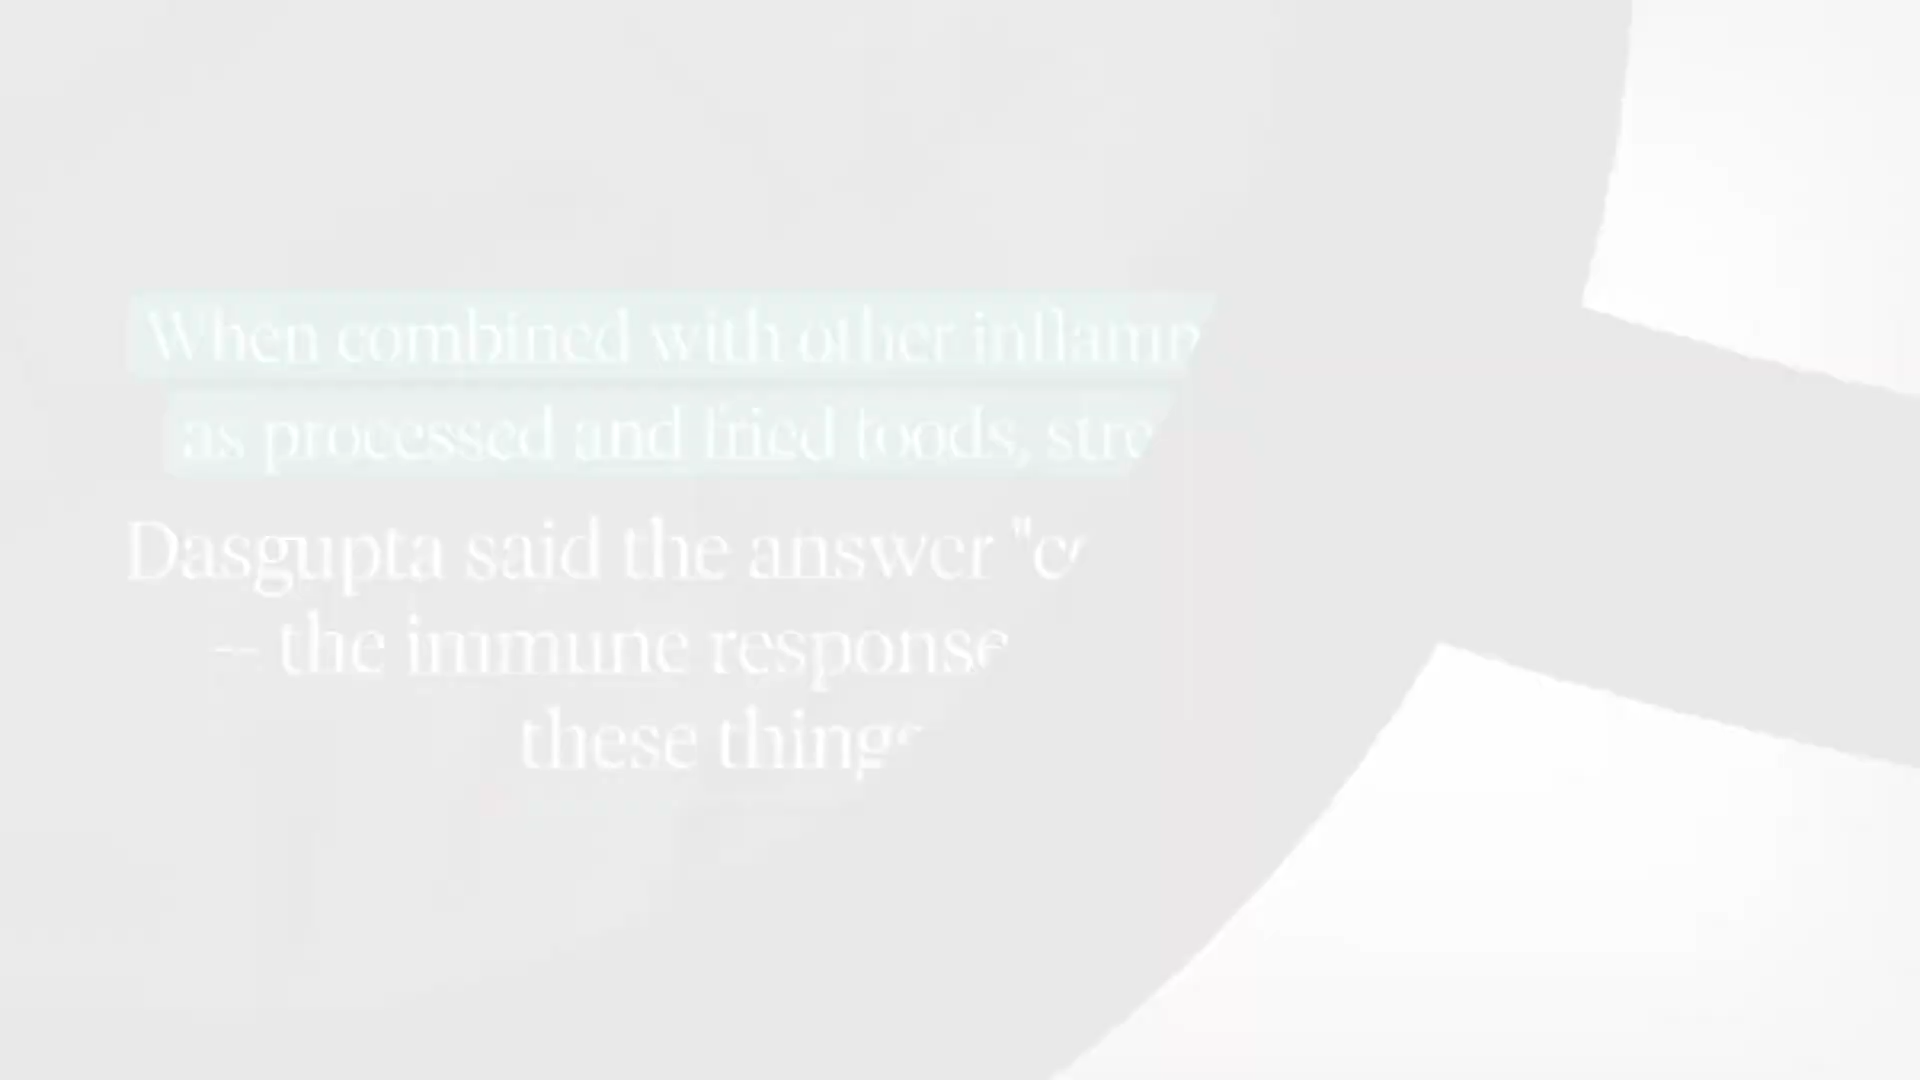 When combined with other inflamm
as processed and fried foods, stre
Dasgupta said the answer "co
– the immune response
these things